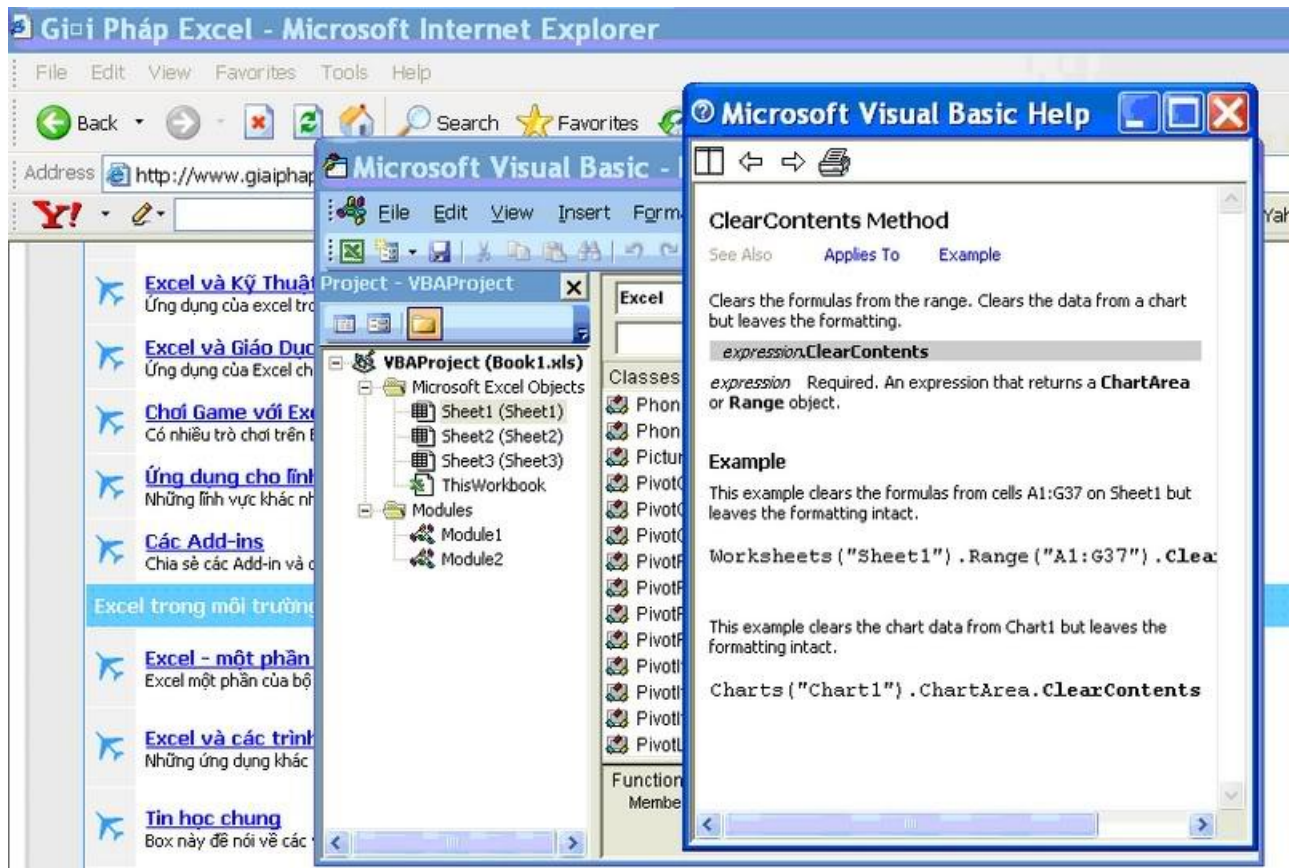 Gi¤i Pháp Excel - Microsoft Internet Explorer
File Edit View Favorites Tools Help
Back Search Favorites
Address http://www.giaiphap
Y!
Excel và Kỹ Thuật
Ứng dụng của excel
Excel và Giáo Dục
Ứng dụng của Excel
Chơi Game với
Có nhiều trò chơi trên
Ứng dụng cho
Những lĩnh vực khác
Các Add-ins
Chia sẻ các Add-in và
Excel trong môi trường
Excel - một phần
Excel một phần của bộ
Excel và các trình
Những ứng dụng khác
Tin học chung
Box này để nói về các
Microsoft Visual Basic -
File Edit View Insert
Project - VBAProject
VBAProject (Book1.xls)
Microsoft Excel Objects
Sheet1 (Sheet1)
Sheet2 (Sheet2)
Sheet3 (Sheet3)
ThisWorkbook
Modules
Module1
Module2
Excel
Classes
Phon
Phon
Pictur
Function
Membe
Microsoft Visual Basic Help
ClearContents Method
See Also Applies To Example
Clears the formulas from the range. Clears the data from a chart
but leaves the formatting.
expression.ClearContents
expression Required. An expression that returns a ChartArea
or Range object.
Example
This example clears the formulas from cells A1:G37 on Sheet1 but
leaves the formatting intact.
Worksheets("Sheet1").Range("A1:G37").Clea
This example clears the chart data from Chart1 but leaves the
formatting intact.
Charts("Chart1").ChartArea.ClearContents